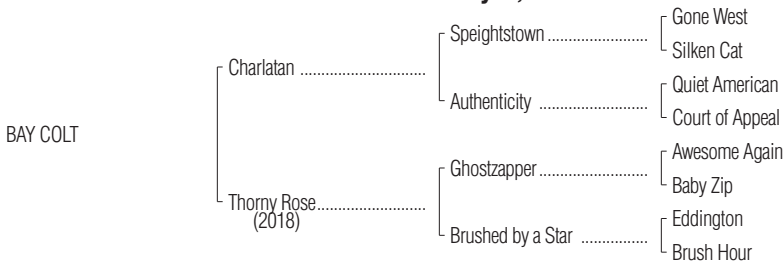 BAY COLT
Charlatan ............................
Thorny Rose........................
(2018)
Speightstown ......................
Authenticity .......................
Ghostzapper.......................
Brushed by a Star ...............
Gone West
Silken Cat
Quiet American
Court of Appeal
Awesome Again
Baby Zip
Eddington
Brush Hour